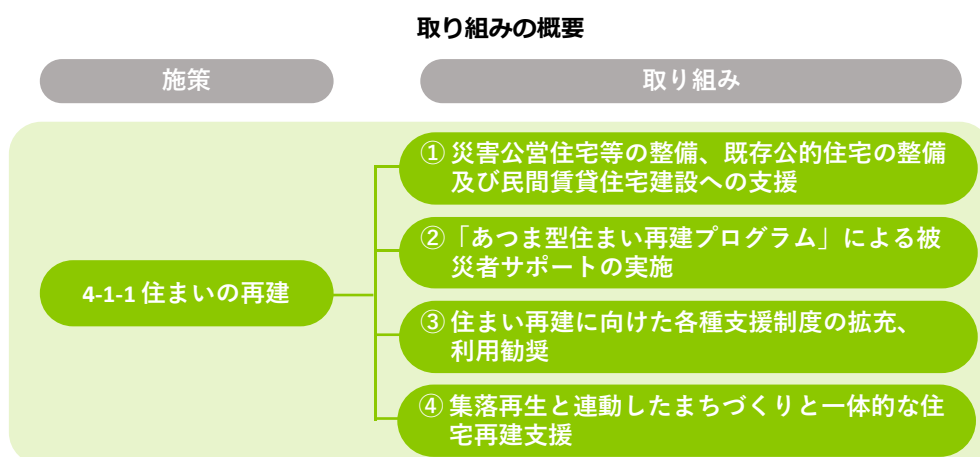 取り組みの概要
施策
取り組み
4-1-1 住まいの再建
① 災害公営住宅等の整備、既存公的住宅の整備
及び民間賃貸住宅建設への支援
②「あつま型住まい再建プログラム」による被
災者サポートの実施
③ 住まい再建に向けた各種支援制度の拡充、
利用勧奨
④ 集落再生と連動したまちづくりと一体的な住
宅再建支援